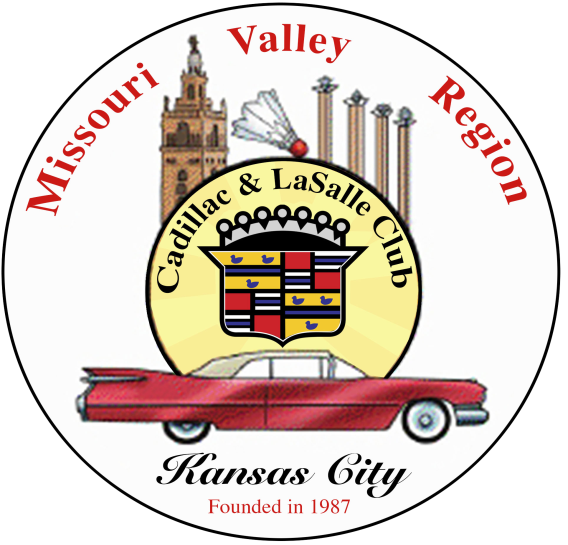 Missouri Valley Region
Cadillac & LaSalle Club
Kansas City
Founded in 1987